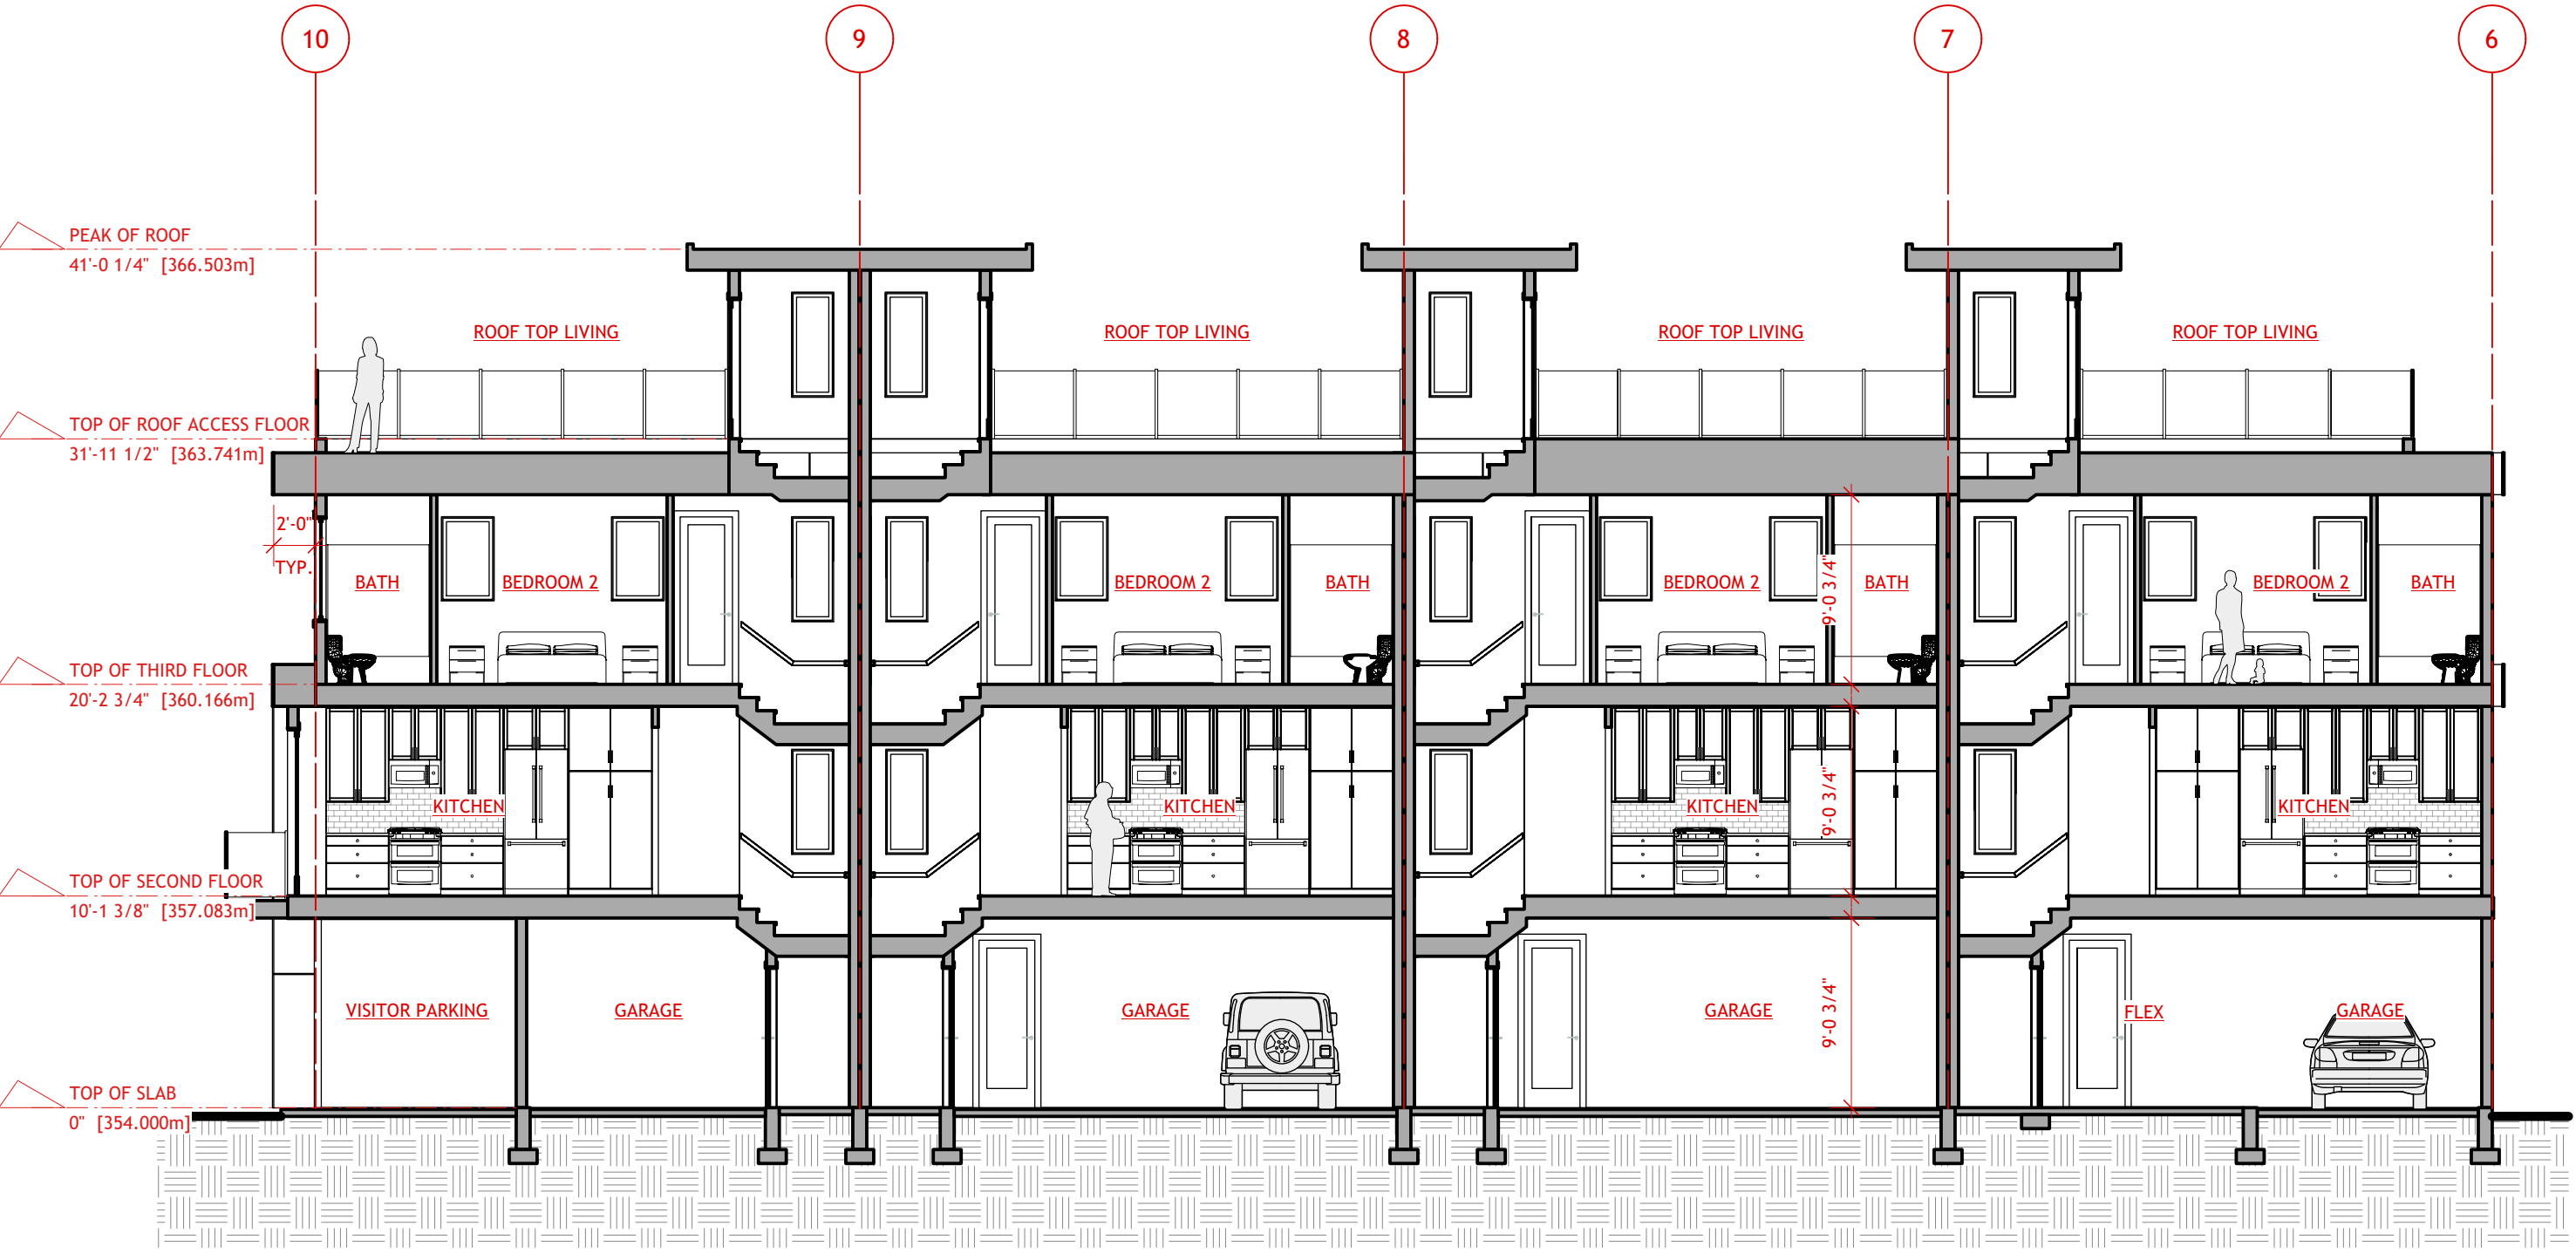 10
9
8
7
6
PEAK OF ROOF
41'-0 1/4" [366.503m]
ROOF TOP LIVING
ROOF TOP LIVING
ROOF TOP LIVING
ROOF TOP LIVING
TOP OF ROOF ACCESS FLOOR
31'-11 1/2" [363.741m]
2'-0"
TYP.
BATH
BEDROOM 2
BEDROOM 2
BATH
BEDROOM 2
9'-0 3/4"
BATH
BEDROOM 2
BATH
TOP OF THIRD FLOOR
20'-2 3/4" [360.166m]
KITCHEN
KITCHEN
KITCHEN
9'-0 3/4"
KITCHEN
TOP OF SECOND FLOOR
10'-1 3/8" [357.083m]
VISITOR PARKING
GARAGE
GARAGE
GARAGE
9'-0 3/4"
FLEX
GARAGE
TOP OF SLAB
0" [354.000m]